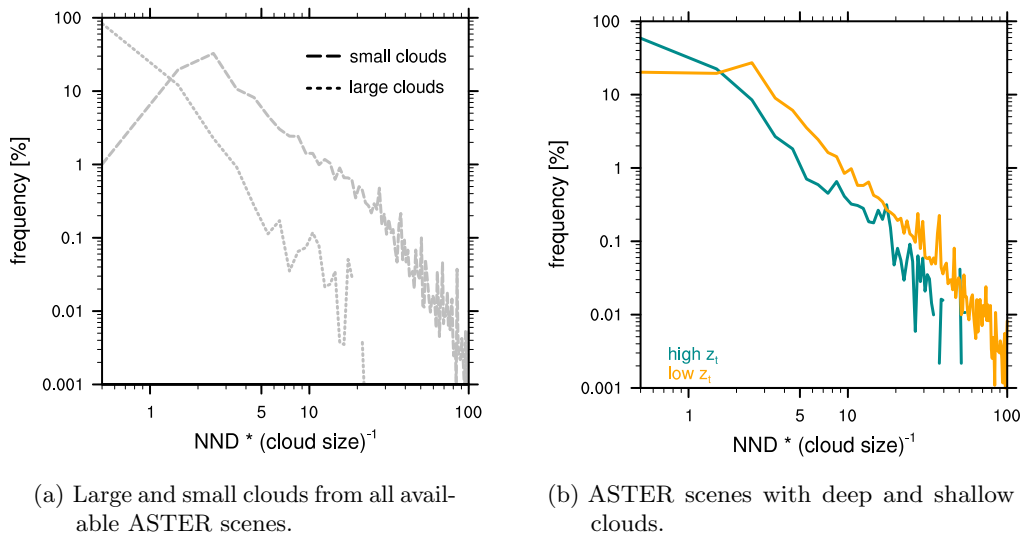 100
10
1
0.1
0.01
0.001
frequency [%]
small clouds
large clouds
1
5
10
100
NND * (cloud size)⁻¹
(a) Large and small clouds from all avail-
able ASTER scenes.
100
10
1
0.1
0.01
0.001
frequency [%]
high zₜ
low zₜ
1
5
10
100
NND * (cloud size)⁻¹
(b) ASTER scenes with deep and shallow
clouds.